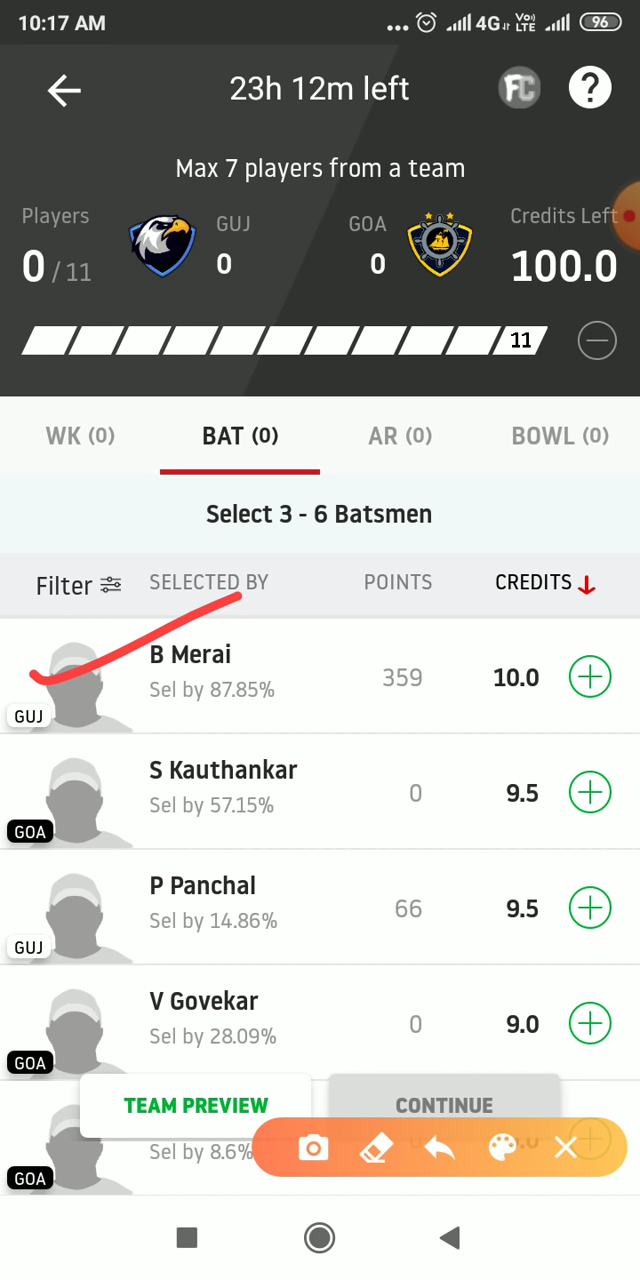 10:17 AM
4G
Vo)
LTE
96
23h 12m left
FC
?
Max 7 players from a team
Players
GUJ
GOA
Credits Left
0 / 11
0
0
100.0
11
WK (0)
BAT (0)
AR (0)
BOWL (0)
Select 3 - 6 Batsmen
Filter
SELECTED BY
POINTS
CREDITS
B Merai
Sel by 87.85%
359
10.0
GUJ
S Kauthankar
Sel by 57.15%
0
9.5
GOA
P Panchal
Sel by 14.86%
66
9.5
GUJ
V Govekar
Sel by 28.09%
0
9.0
GOA
TEAM PREVIEW
CONTINUE
Sel by 8.6%
GOA